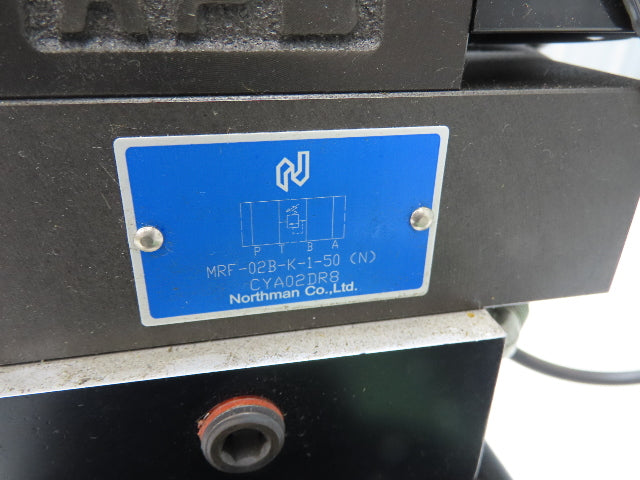 P T B A
MRF-02B-K-1-50 (N)
CYA02DR8
Northman Co.,Ltd.